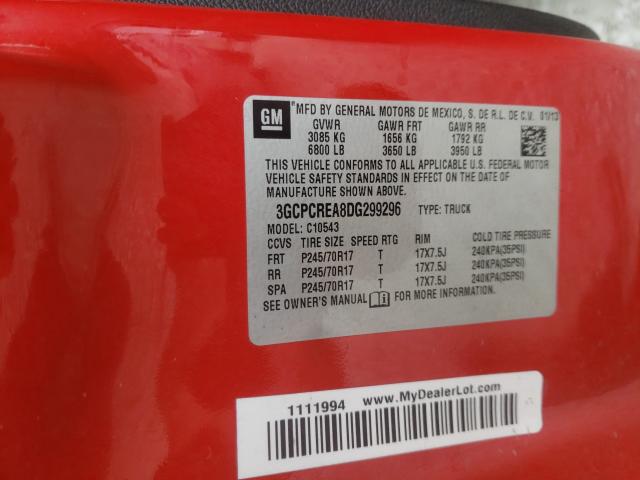 GM ®MFD BY GENERAL MOTORS DE MEXICO, S. DE R.L. DE C.V. 01/13
GVWR GAWR FRT GAWR RR
3085 KG 1656 KG 1792 KG
6800 LB 3650 LB 3950 LB
THIS VEHICLE CONFORMS TO ALL APPLICABLE U.S. FEDERAL MOTOR
VEHICLE SAFETY STANDARDS IN EFFECT ON THE DATE OF
MANUFACTURE SHOWN ABOVE.
3GCPCREA8DG299296 TYPE: TRUCK
MODEL: C10543
CCVS TIRE SIZE SPEED RTG RIM COLD TIRE PRESSURE
FRT P245/70R17 T 17X7.5J 240KPA(35PSI)
RR P245/70R17 T 17X7.5J 240KPA(35PSI)
SPA P245/70R17 T 17X7.5J 240KPA(35PSI)
SEE OWNER'S MANUAL FOR MORE INFORMATION.
1111994 www.MyDealerLot.com